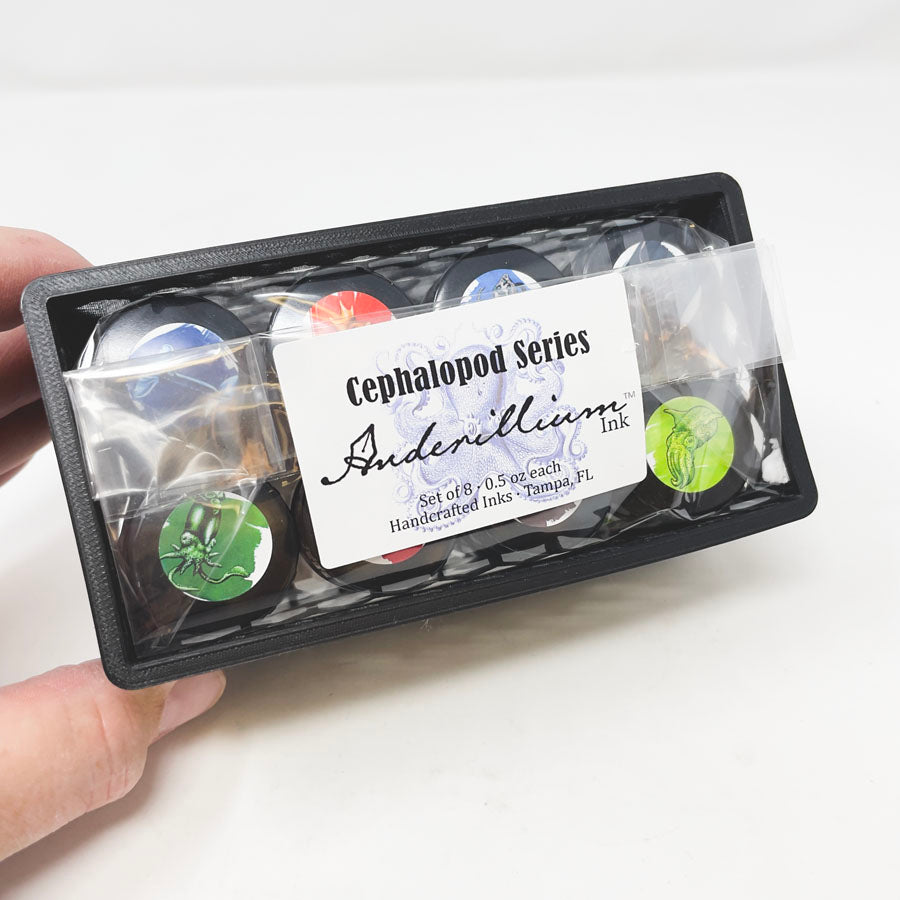 Cephalopod Series
Anderillium™
Ink
Set of 8 · 0.5 oz each
Handcrafted Inks · Tampa, FL